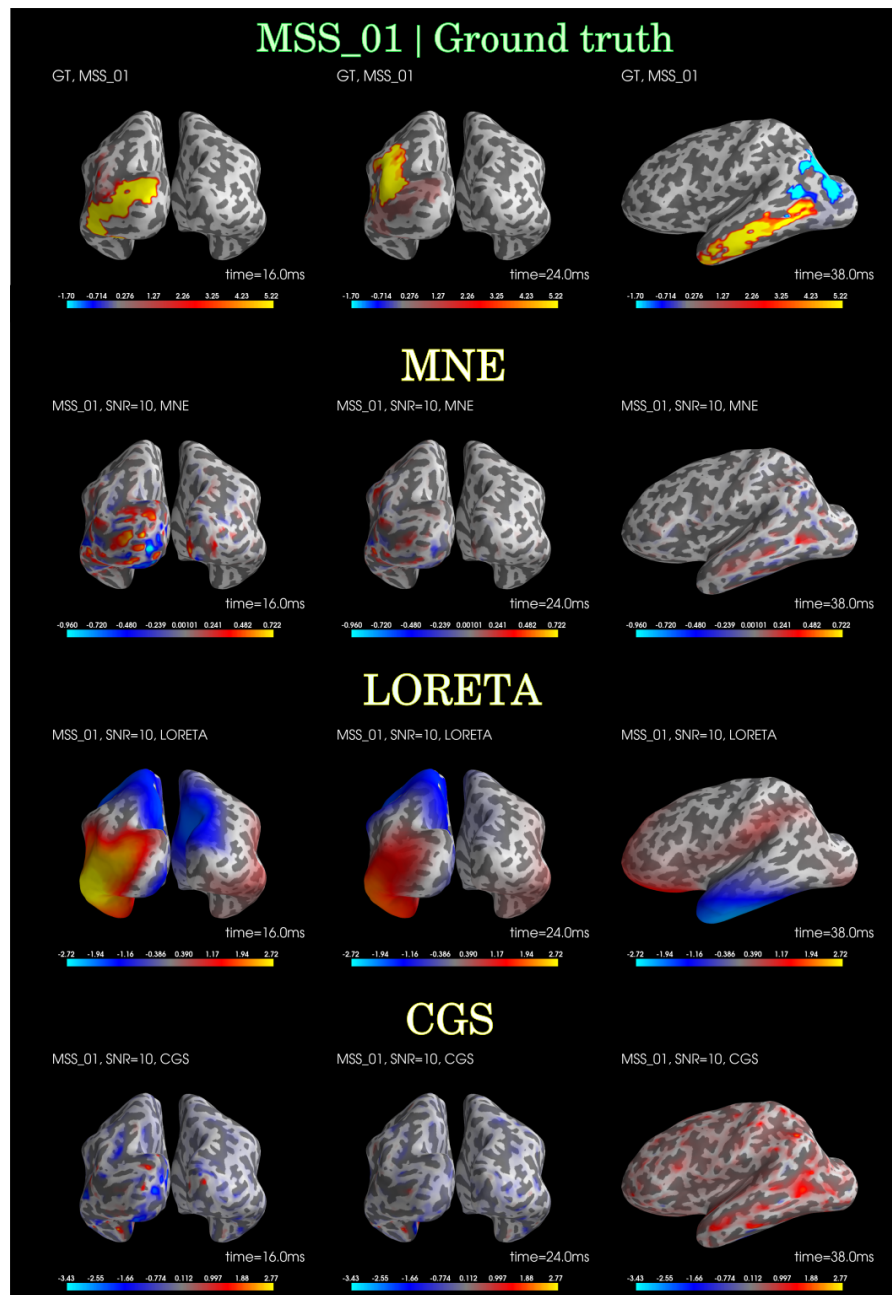 MSS_01 | Ground truth
GT, MSS_01 GT, MSS_01 GT, MSS_01
time=16.0ms time=24.0ms time=38.0ms
-1.70 -0.714 0.276 1.27 2.26 3.25 4.23 5.22 -1.70 -0.714 0.276 1.27 2.26 3.25 4.23 5.22 -1.70 -0.714 0.276 1.27 2.26 3.25 4.23 5.22
MNE
MSS_01, SNR=10, MNE MSS_01, SNR=10, MNE MSS_01, SNR=10, MNE
time=16.0ms time=24.0ms time=38.0ms
-0.960 -0.720 -0.480 -0.239 0.00101 0.241 0.482 0.722 -0.960 -0.720 -0.480 -0.239 0.00101 0.241 0.482 0.722 -0.960 -0.720 -0.480 -0.239 0.00101 0.241 0.482 0.722
LORETA
MSS_01, SNR=10, LORETA MSS_01, SNR=10, LORETA MSS_01, SNR=10, LORETA
time=16.0ms time=24.0ms time=38.0ms
-2.72 -1.94 -1.16 -0.386 0.390 1.17 1.94 2.72 -2.72 -1.94 -1.16 -0.386 0.390 1.17 1.94 2.72 -2.72 -1.94 -1.16 -0.386 0.390 1.17 1.94 2.72
CGS
MSS_01, SNR=10, CGS MSS_01, SNR=10, CGS MSS_01, SNR=10, CGS
time=16.0ms time=24.0ms time=38.0ms
-3.43 -2.55 -1.66 -0.774 0.112 0.997 1.88 2.77 -3.43 -2.55 -1.66 -0.774 0.112 0.997 1.88 2.77 -3.43 -2.55 -1.66 -0.774 0.112 0.997 1.88 2.77